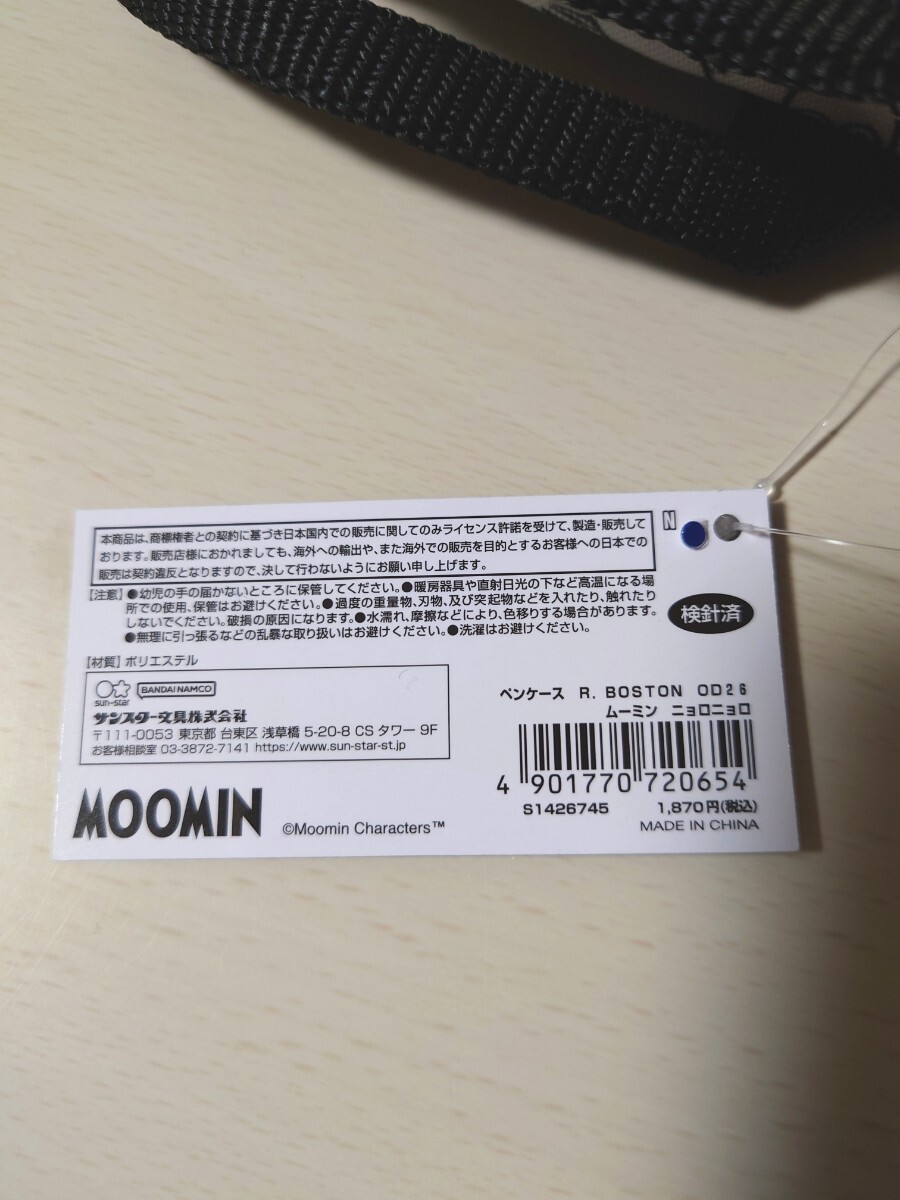 本商品は、商標権者との契約に基づき日本国内での販売に関してのみライセンス許諾を受けて、製造・販売して
おります。販売店様におかれましても、海外への輸出や、また海外での販売を目的とするお客様への日本での
販売は契約違反となりますので、決して行わないようにお願い申し上げます。
N
【注意】●幼児の手の届かないところに保管してください。●暖房器具や直射日光の下など高温になる場
所での使用、保管はお避けください。●過度の重量物、刃物、及び突起物などを入れたり、触れたり
しないでください。破損の原因になります。●水濡れ、摩擦などにより、色移りする場合があります。
●無理に引っ張るなどの乱暴な取り扱いはお避けください。●洗濯はお避けください。
検針済
【材質】ポリエステル
sun-star BANDAI NAMCO
サンスター文具株式会社
〒111-0053 東京都 台東区 浅草橋 5-20-8 CS タワー 9F
お客様相談室 03-3872-7141 https://www.sun-star-st.jp
MOOMIN ©Moomin Characters™
ペンケース R. BOSTON OD26
ムーミン ニョロニョロ
4 901770 720654
S1426745 1,870円(税込)
MADE IN CHINA